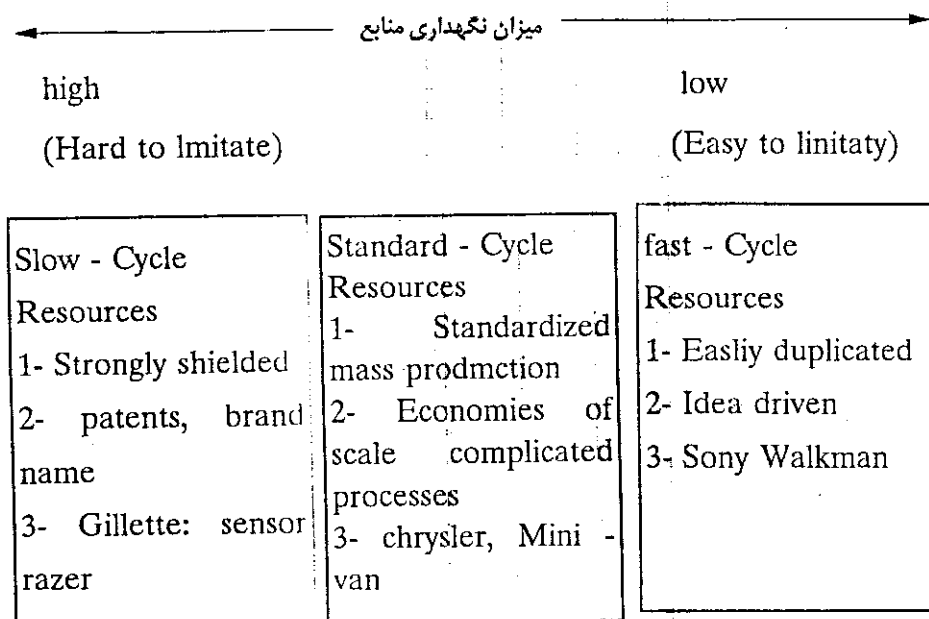 میزان نگهداری منابع
high
(Hard to lmitate)
low
(Easy to linitaty)
Slow - Cycle
Resources
1- Strongly shielded
2- patents, brand
name
3- Gillette: sensor
razer
Standard - Cycle
Resources
1- Standardized
mass prodmction
2- Economies of
scale complicated
processes
3- chrysler, Mini -
van
fast - Cycle
Resources
1- Easliy duplicated
2- Idea driven
3- Sony Walkman